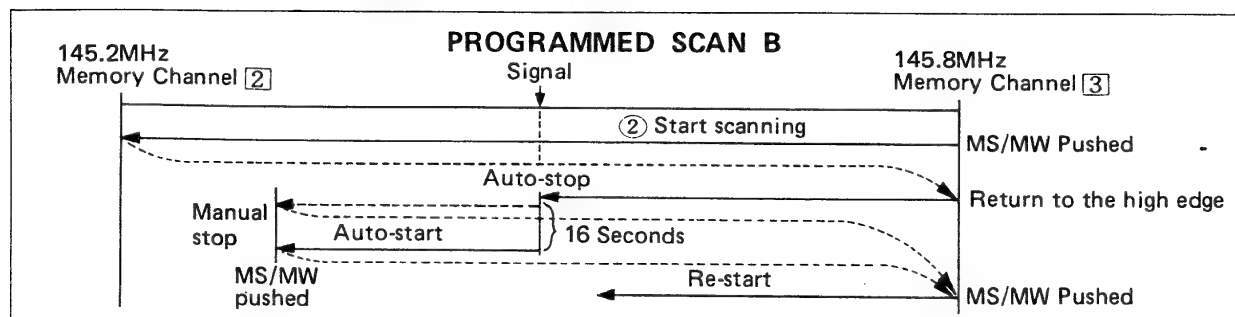 PROGRAMMED SCAN B
145.2MHz
Memory Channel 2
Signal
145.8MHz
Memory Channel 3
② Start scanning
MS/MW Pushed
Auto-stop
Return to the high edge
Manual
stop
Auto-start
16 Seconds
MS/MW
pushed
Re-start
MS/MW Pushed